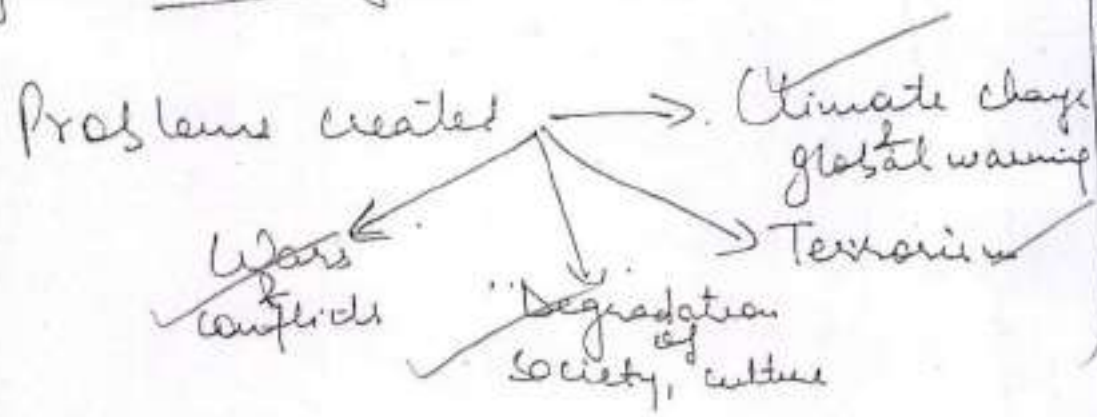 Problems created
Climate change
&
global warming
Terrorism
Wars
&
conflicts
Degradation
of
society, culture